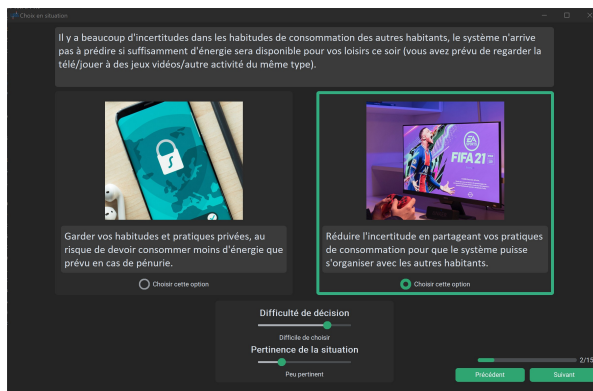 Choix en situation
Il y a beaucoup d'incertitudes dans les habitudes de consommation des autres habitants, le système n'arrive
pas à prédire si suffisamment d'énergie sera disponible pour vos loisirs ce soir (vous avez prévu de regarder la
télé/jouer à des jeux vidéos/autre activité du même type).
EA
SPORTS
FIFA 21
Garder vos habitudes et pratiques privées, au
risque de devoir consommer moins d'énergie que
prévu en cas de pénurie.
Choisir cette option
Réduire l'incertitude en partageant vos pratiques
de consommation pour que le système puisse
s'organiser avec les autres habitants.
Choisir cette option
Difficulté de décision
Difficile de choisir
Pertinence de la situation
Peu pertinent
2/15
Précédent
Suivant